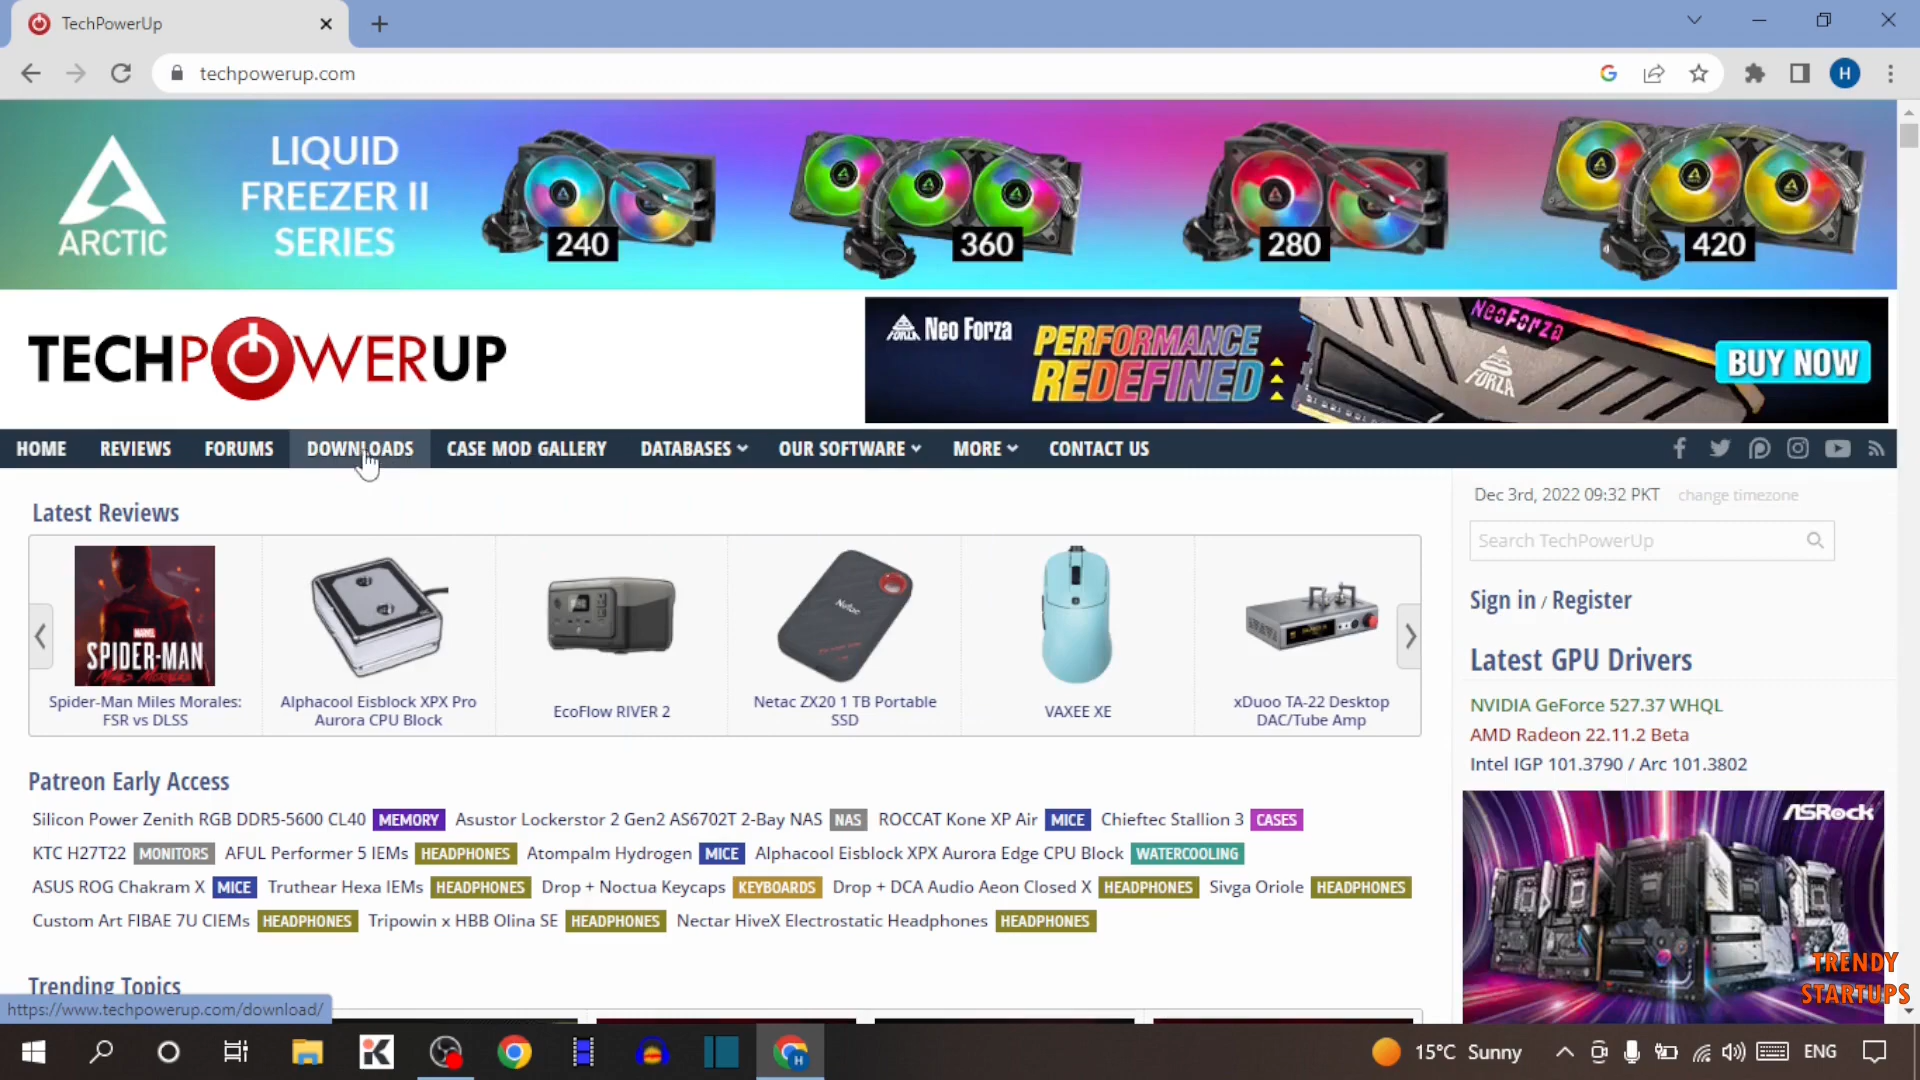 TechPowerUp
techpowerup.com
H
ARCTIC
LIQUID
FREEZER II
SERIES
240
360
280
420
TECHPOWERUP
Neo Forza
PERFORMANCE
REDEFINED
NEOFORZA
FORZA
BUY NOW
HOME REVIEWS FORUMS DOWNLOADS CASE MOD GALLERY DATABASES OUR SOFTWARE MORE CONTACT US
Latest Reviews
MARVEL
SPIDER-MAN
Netac
Spider-Man Miles Morales:
FSR vs DLSS
Alphacool Eisblock XPX Pro
Aurora CPU Block
EcoFlow RIVER 2
Netac ZX20 1 TB Portable
SSD
VAXEE XE
xDuoo TA-22 Desktop
DAC/Tube Amp
Dec 3rd, 2022 09:32 PKT change timezone
Search TechPowerUp
Sign in / Register
Latest GPU Drivers
NVIDIA GeForce 527.37 WHQL
AMD Radeon 22.11.2 Beta
Intel IGP 101.3790 / Arc 101.3802
ASRock
Patreon Early Access
Silicon Power Zenith RGB DDR5-5600 CL40 MEMORY Asustor Lockerstor 2 Gen2 AS6702T 2-Bay NAS NAS ROCCAT Kone XP Air MICE Chieftec Stallion 3 CASES
KTC H27T22 MONITORS AFUL Performer 5 IEMs HEADPHONES Atompalm Hydrogen MICE Alphacool Eisblock XPX Aurora Edge CPU Block WATERCOOLING
ASUS ROG Chakram X MICE Truthear Hexa IEMs HEADPHONES Drop + Noctua Keycaps KEYBOARDS Drop + DCA Audio Aeon Closed X HEADPHONES Sivga Oriole HEADPHONES
Custom Art FIBAE 7U CIEMs HEADPHONES Tripowin x HBB Olina SE HEADPHONES Nectar HiveX Electrostatic Headphones HEADPHONES
Trending Topics
https://www.techpowerup.com/download/
TRENDY
STARTUPS
15°C Sunny
ENG